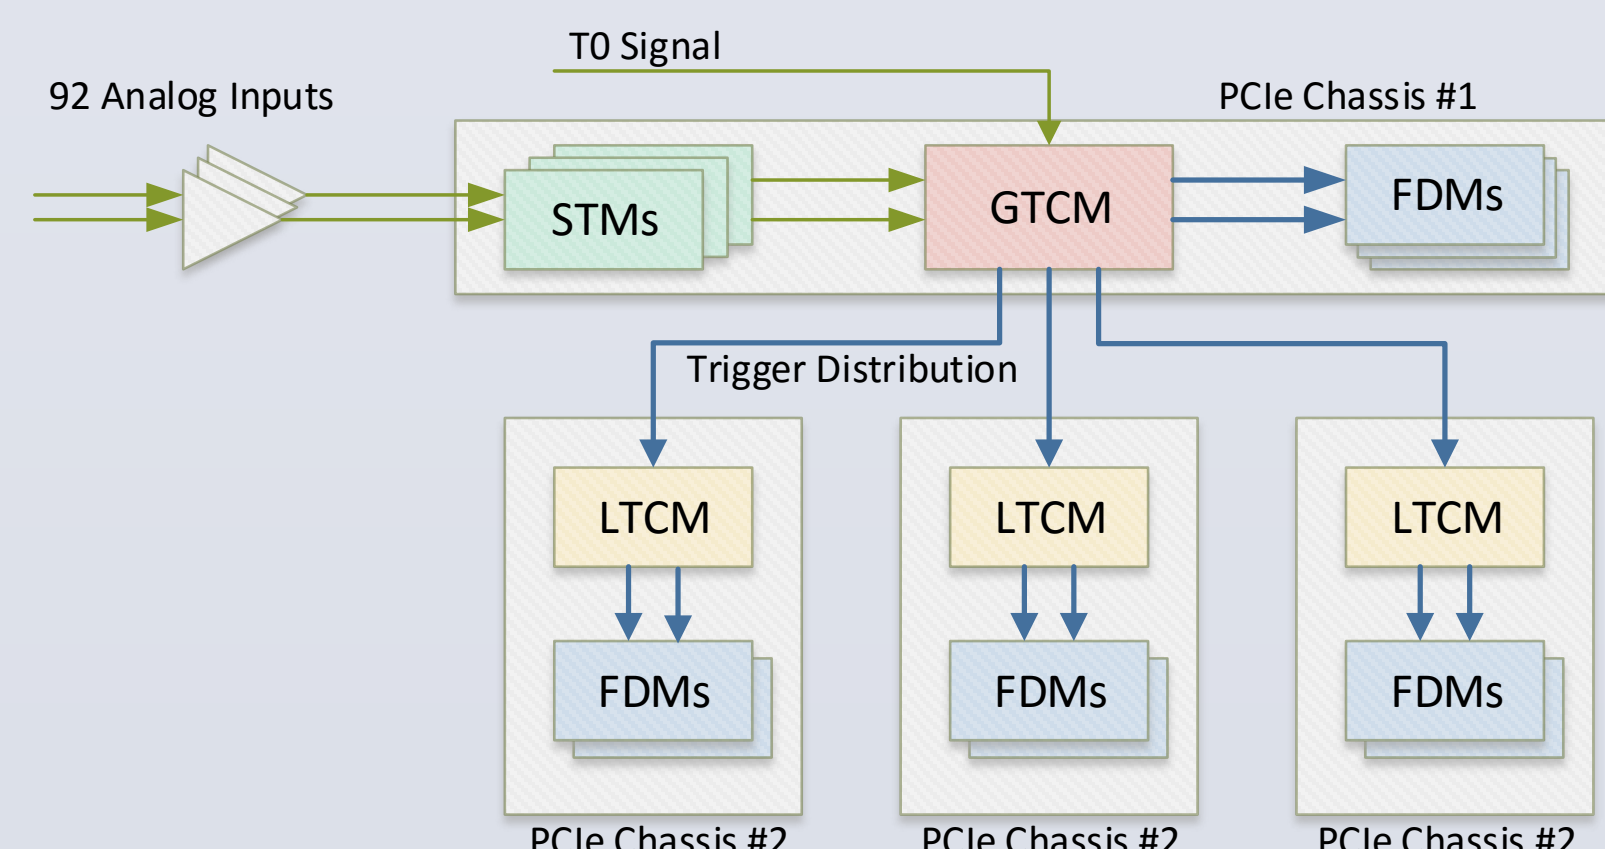 T0 Signal
92 Analog Inputs
PCIe Chassis #1
STMs
GTCM
FDMs
Trigger Distribution
LTCM
LTCM
LTCM
FDMs
FDMs
FDMs
PCIe Chassis #2
PCIe Chassis #2
PCIe Chassis #2